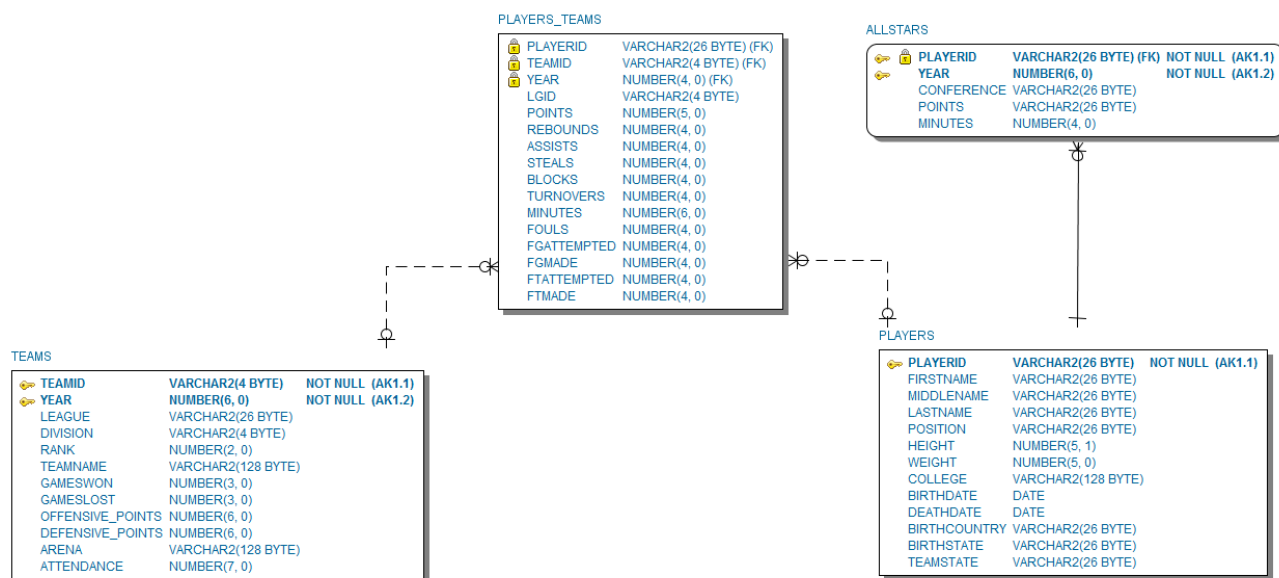 PLAYERS_TEAMS
PLAYERID VARCHAR2(26 BYTE) (FK)
TEAMID VARCHAR2(4 BYTE) (FK)
YEAR NUMBER(4, 0) (FK)
LGID VARCHAR2(4 BYTE)
POINTS NUMBER(5, 0)
REBOUNDS NUMBER(4, 0)
ASSISTS NUMBER(4, 0)
STEALS NUMBER(4, 0)
BLOCKS NUMBER(4, 0)
TURNOVERS NUMBER(4, 0)
MINUTES NUMBER(6, 0)
FOULS NUMBER(4, 0)
FGATTEMPTED NUMBER(4, 0)
FGMADE NUMBER(4, 0)
FTATTEMPTED NUMBER(4, 0)
FTMADE NUMBER(4, 0)
ALLSTARS
PLAYERID VARCHAR2(26 BYTE) (FK) NOT NULL (AK1.1)
YEAR NUMBER(6, 0) NOT NULL (AK1.2)
CONFERENCE VARCHAR2(26 BYTE)
POINTS VARCHAR2(26 BYTE)
MINUTES NUMBER(4, 0)
TEAMS
TEAMID VARCHAR2(4 BYTE) NOT NULL (AK1.1)
YEAR NUMBER(6, 0) NOT NULL (AK1.2)
LEAGUE VARCHAR2(26 BYTE)
DIVISION VARCHAR2(4 BYTE)
RANK NUMBER(2, 0)
TEAMNAME VARCHAR2(128 BYTE)
GAMESWON NUMBER(3, 0)
GAMESLOST NUMBER(3, 0)
OFFENSIVE_POINTS NUMBER(6, 0)
DEFENSIVE_POINTS NUMBER(6, 0)
ARENA VARCHAR2(128 BYTE)
ATTENDANCE NUMBER(7, 0)
PLAYERS
PLAYERID VARCHAR2(26 BYTE) NOT NULL (AK1.1)
FIRSTNAME VARCHAR2(26 BYTE)
MIDDLENAME VARCHAR2(26 BYTE)
LASTNAME VARCHAR2(26 BYTE)
POSITION VARCHAR2(26 BYTE)
HEIGHT NUMBER(5, 1)
WEIGHT NUMBER(5, 0)
COLLEGE VARCHAR2(128 BYTE)
BIRTHDATE DATE
DEATHDATE DATE
BIRTHCOUNTRY VARCHAR2(26 BYTE)
BIRTHSTATE VARCHAR2(26 BYTE)
TEAMSTATE VARCHAR2(26 BYTE)